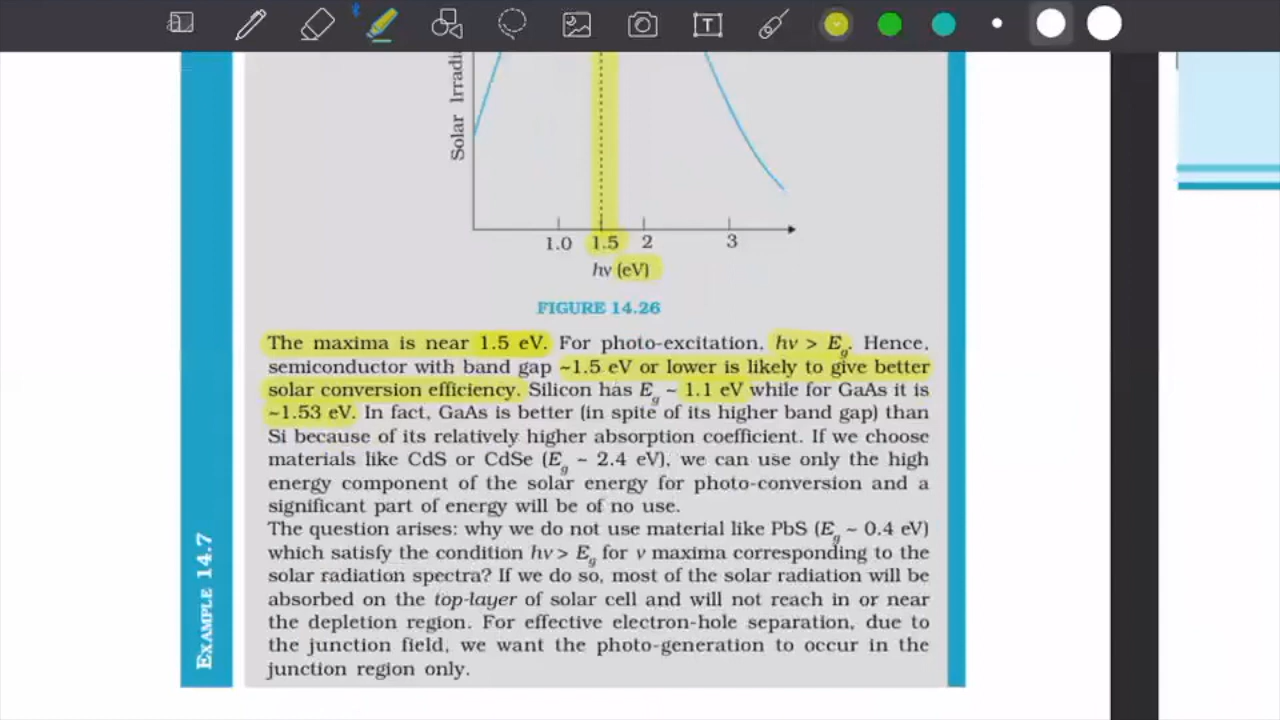 T
Solar Irradi
1.0 1.5 2 3
hν (eV)
FIGURE 14.26
The maxima is near 1.5 eV. For photo-excitation, hν > Eg. Hence,
semiconductor with band gap ~1.5 eV or lower is likely to give better
solar conversion efficiency. Silicon has Eg ~ 1.1 eV while for GaAs it is
~1.53 eV. In fact, GaAs is better (in spite of its higher band gap) than
Si because of its relatively higher absorption coefficient. If we choose
materials like CdS or CdSe (Eg ~ 2.4 eV), we can use only the high
energy component of the solar energy for photo-conversion and a
significant part of energy will be of no use.
The question arises: why we do not use material like PbS (Eg ~ 0.4 eV)
which satisfy the condition hν > Eg for ν maxima corresponding to the
solar radiation spectra? If we do so, most of the solar radiation will be
absorbed on the top-layer of solar cell and will not reach in or near
the depletion region. For effective electron-hole separation, due to
the junction field, we want the photo-generation to occur in the
junction region only.
EXAMPLE 14.7